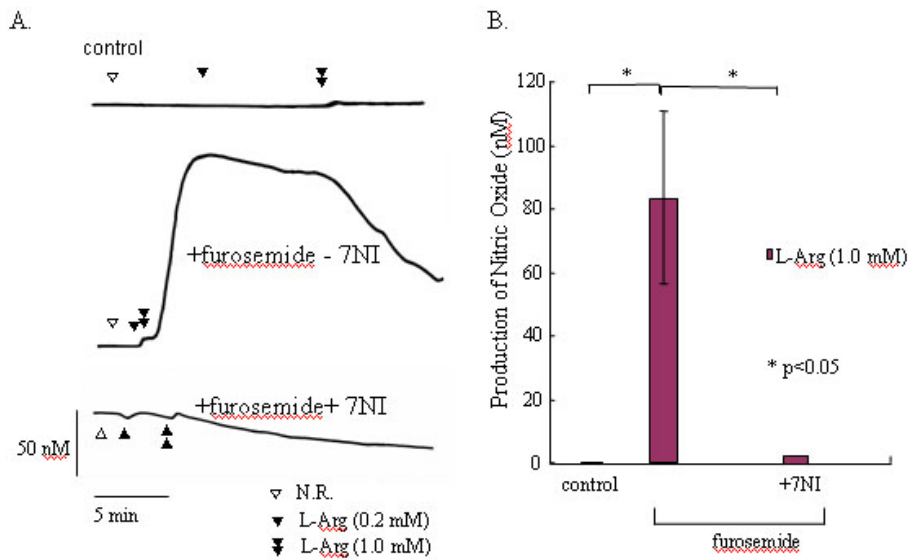 A.
control
+furosemide - 7NI
+furosemide+ 7NI
50 nM
5 min
N.R.
L-Arg (0.2 mM)
L-Arg (1.0 mM)
B.
Production of Nitric Oxide (nM)
120
100
80
60
40
20
0
*
*
L-Arg (1.0 mM)
* p<0.05
control
+7NI
furosemide